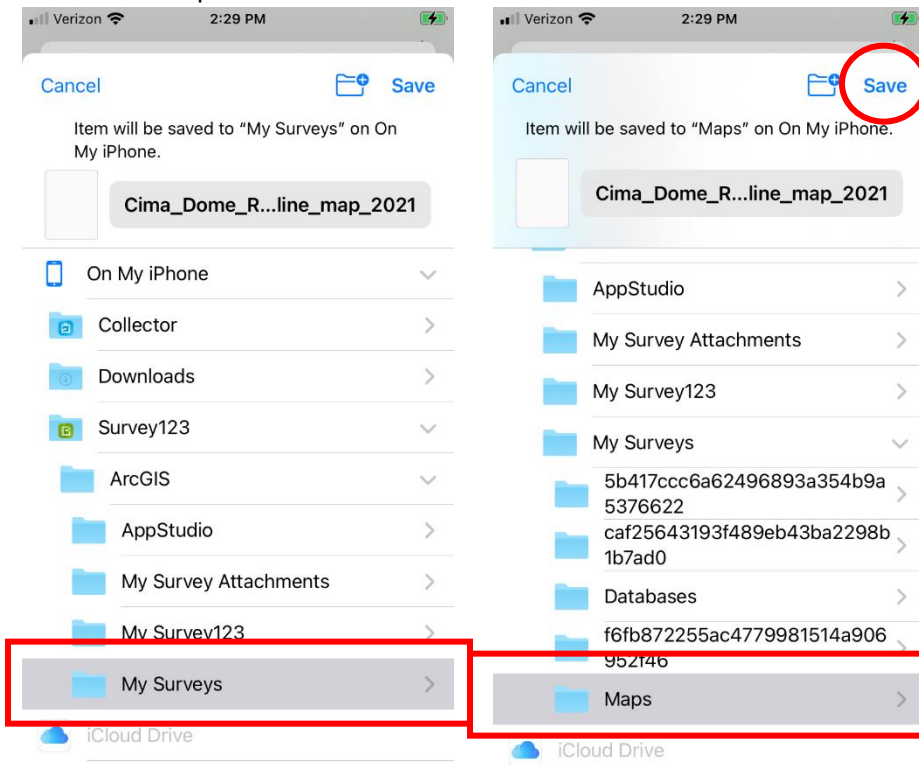 Verizon 2:29 PM
Cancel Save
Item will be saved to “My Surveys” on On
My iPhone.
Cima_Dome_R...line_map_2021
On My iPhone
Collector
Downloads
Survey123
ArcGIS
AppStudio
My Survey Attachments
My Survey123
My Surveys
iCloud Drive
Verizon 2:29 PM
Cancel Save
Item will be saved to “Maps” on On My iPhone.
Cima_Dome_R...line_map_2021
AppStudio
My Survey Attachments
My Survey123
My Surveys
5b417ccc6a62496893a354b9a
5376622
caf25643193f489eb43ba2298b
1b7ad0
Databases
f6fb872255ac4779981514a906
952f46
Maps
iCloud Drive